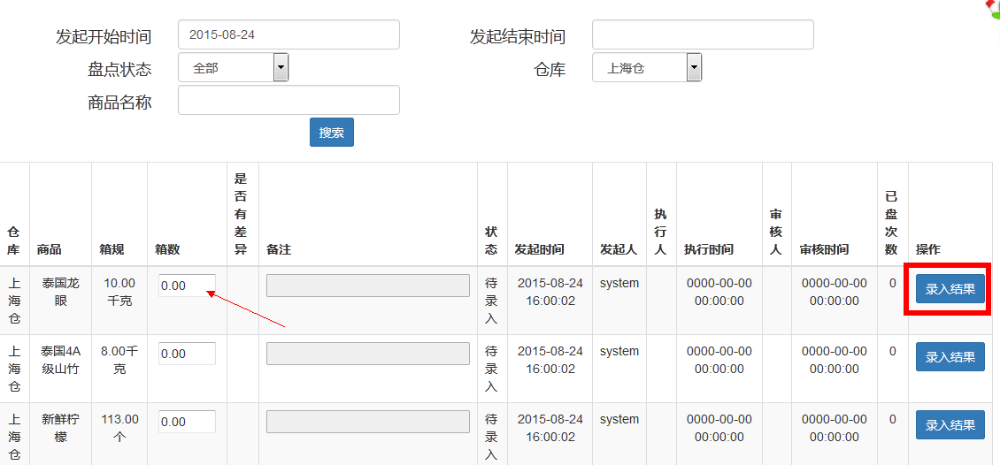 发起开始时间 2015-08-24 发起结束时间
盘点状态 全部 仓库 上海仓
商品名称
搜索
仓库 商品 箱规 箱数 是否有差异 备注 状态 发起时间 发起人 执行人 执行时间 审核人 审核时间 已盘次数 操作
上海仓 泰国龙眼 10.00千克 0.00 待录入 2015-08-24 16:00:02 system 0000-00-00 00:00:00 0000-00-00 00:00:00 0 录入结果
上海仓 泰国4A级山竹 8.00千克 0.00 待录入 2015-08-24 16:00:02 system 0000-00-00 00:00:00 0000-00-00 00:00:00 0 录入结果
上海仓 新鲜柠檬 113.00个 0.00 待录入 2015-08-24 16:00:02 system 0000-00-00 00:00:00 0000-00-00 00:00:00 0 录入结果